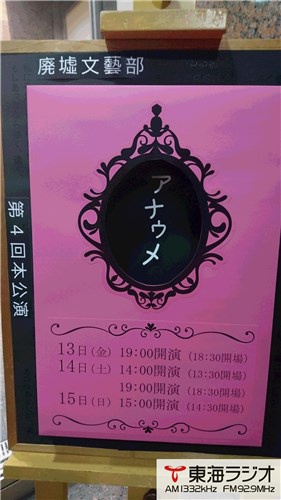 廃墟文藝部
第4回本公演
アナウメ
13日(金) 19:00開演 (18:30開場)
14日(土) 14:00開演 (13:30開場)
19:00開演 (18:30開場)
15日(日) 15:00開演 (14:30開場)
東海ラジオ
AM1332kHz FM92.9MHz